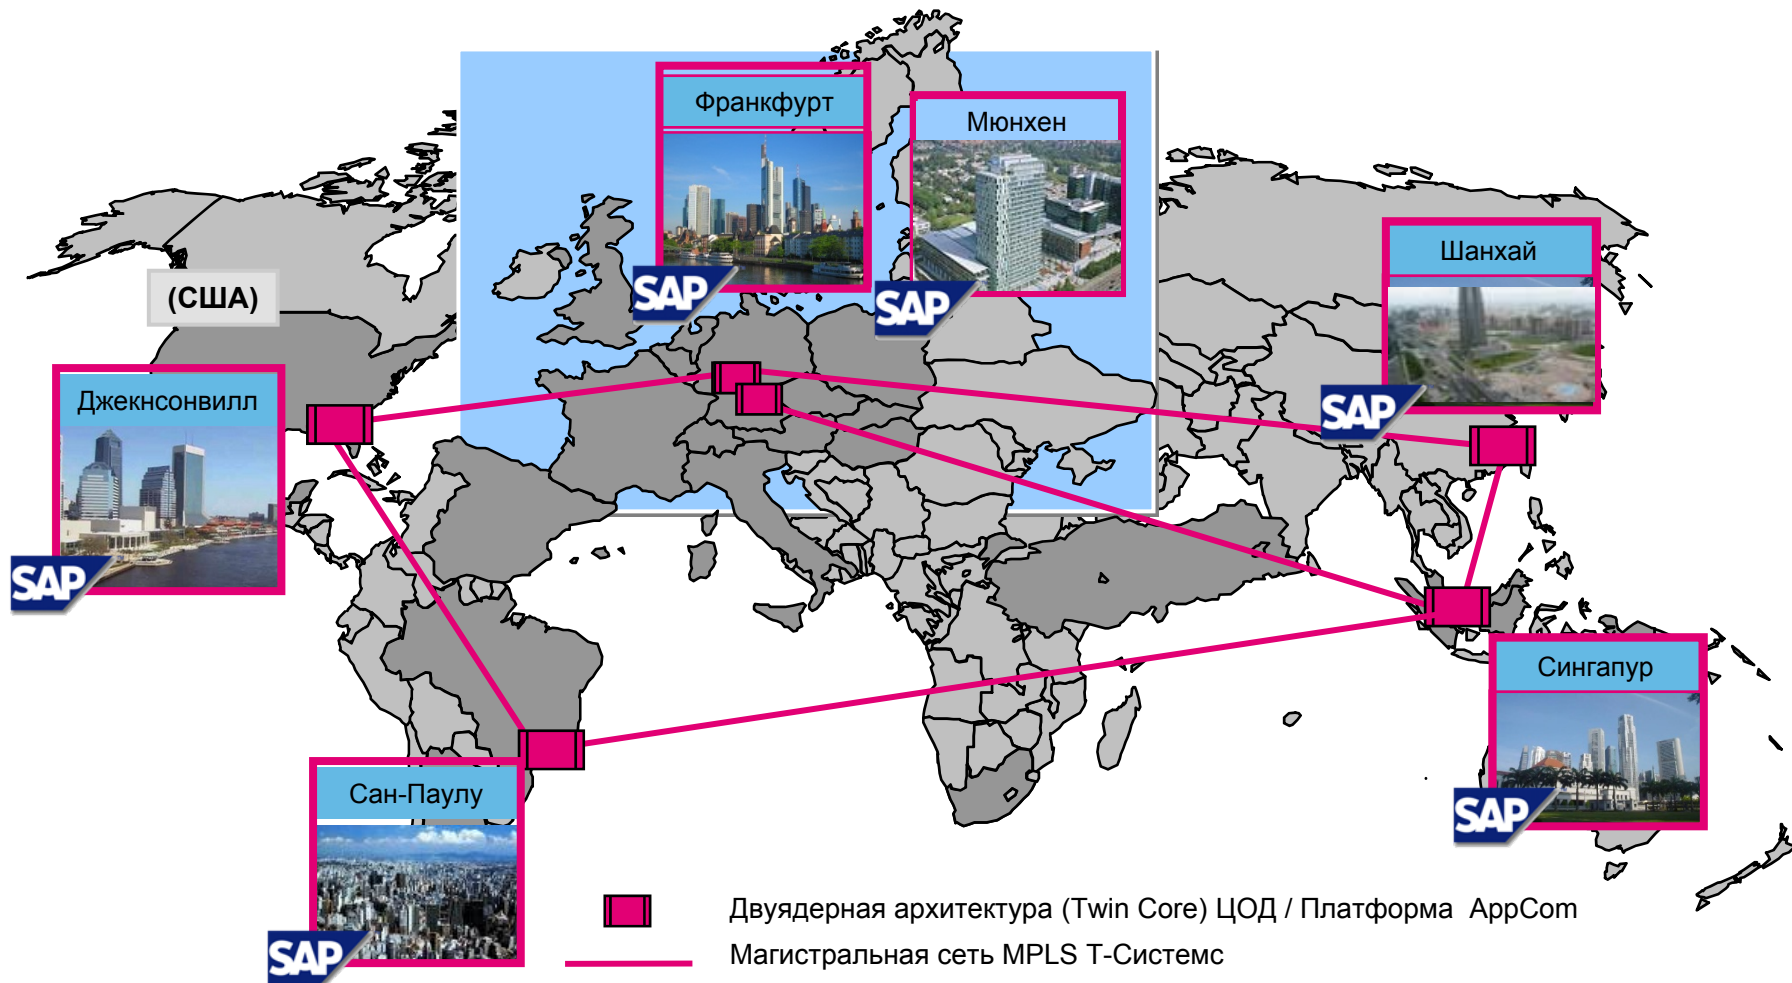 Франкфурт
Мюнхен
SAP
SAP
Шанхай
SAP
(США)
Джекнсонвилл
SAP
Сингапур
SAP
Сан-Паулу
SAP
Двуядерная архитектура (Twin Core) ЦОД / Платформа AppCom
Магистральная сеть MPLS Т-Системс